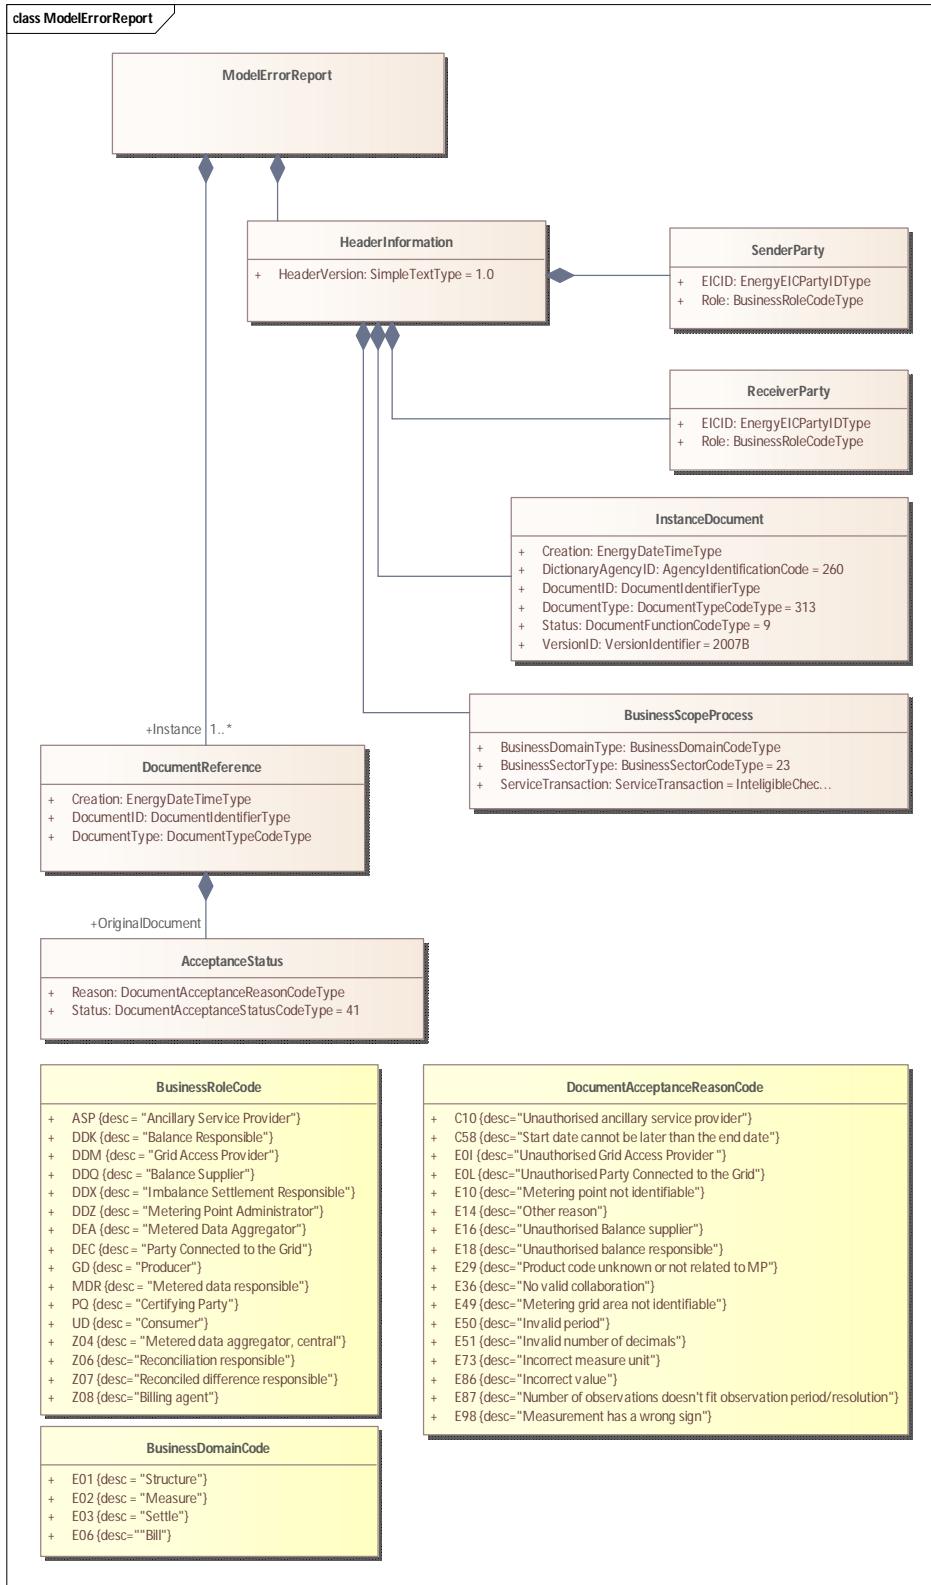 class ModelErrorReport
ModelErrorReport
HeaderInformation
+ HeaderVersion: SimpleTextType = 1.0
SenderParty
+ EICID: EnergyEICPartyIDType
+ Role: BusinessRoleCodeType
ReceiverParty
+ EICID: EnergyEICPartyIDType
+ Role: BusinessRoleCodeType
InstanceDocument
+ Creation: EnergyDateTimeType
+ DictionaryAgencyID: AgencyIdentificationCode = 260
+ DocumentID: DocumentIdentifierType
+ DocumentType: DocumentTypeCodeType = 313
+ Status: DocumentFunctionCodeType = 9
+ VersionID: VersionIdentifier = 2007B
BusinessScopeProcess
+ BusinessDomainType: BusinessDomainCodeType
+ BusinessSectorType: BusinessSectorCodeType = 23
+ ServiceTransaction: ServiceTransaction = InteligibleChec...
+Instance 1..*
DocumentReference
+ Creation: EnergyDateTimeType
+ DocumentID: DocumentIdentifierType
+ DocumentType: DocumentTypeCodeType
+OriginalDocument
AcceptanceStatus
+ Reason: DocumentAcceptanceReasonCodeType
+ Status: DocumentAcceptanceStatusCodeType = 41
BusinessRoleCode
+ ASP {desc = "Ancillary Service Provider"}
+ DDK {desc = "Balance Responsible"}
+ DDM {desc = "Grid Access Provider"}
+ DDQ {desc = "Balance Supplier"}
+ DDX {desc = "Imbalance Settlement Responsible"}
+ DDZ {desc = "Metering Point Administrator"}
+ DEA {desc = "Metered Data Aggregator"}
+ DEC {desc = "Party Connected to the Grid"}
+ GD {desc = "Producer"}
+ MDR {desc = "Metered data responsible"}
+ PQ {desc = "Certifying Party"}
+ UD {desc = "Consumer"}
+ Z04 {desc = "Metered data aggregator, central"}
+ Z06 {desc="Reconciliation responsible"}
+ Z07 {desc="Reconciled difference responsible"}
+ Z08 {desc="Billing agent"}
DocumentAcceptanceReasonCode
+ C10 {desc="Unauthorised ancillary service provider"}
+ C58 {desc="Start date cannot be later than the end date"}
+ E0I {desc="Unauthorised Grid Access Provider "}
+ E0L {desc="Unauthorised Party Connected to the Grid"}
+ E10 {desc="Metering point not identifiable"}
+ E14 {desc="Other reason"}
+ E16 {desc="Unauthorised Balance supplier"}
+ E18 {desc="Unauthorised balance responsible"}
+ E29 {desc="Product code unknown or not related to MP"}
+ E36 {desc="No valid collaboration"}
+ E49 {desc="Metering grid area not identifiable"}
+ E50 {desc="Invalid period"}
+ E51 {desc="Invalid number of decimals"}
+ E73 {desc="Incorrect measure unit"}
+ E86 {desc="Incorrect value"}
+ E87 {desc="Number of observations doesn't fit observation period/resolution"}
+ E98 {desc="Measurement has a wrong sign"}
BusinessDomainCode
+ E01 {desc = "Structure"}
+ E02 {desc = "Measure"}
+ E03 {desc = "Settle"}
+ E06 {desc=""Bill"}